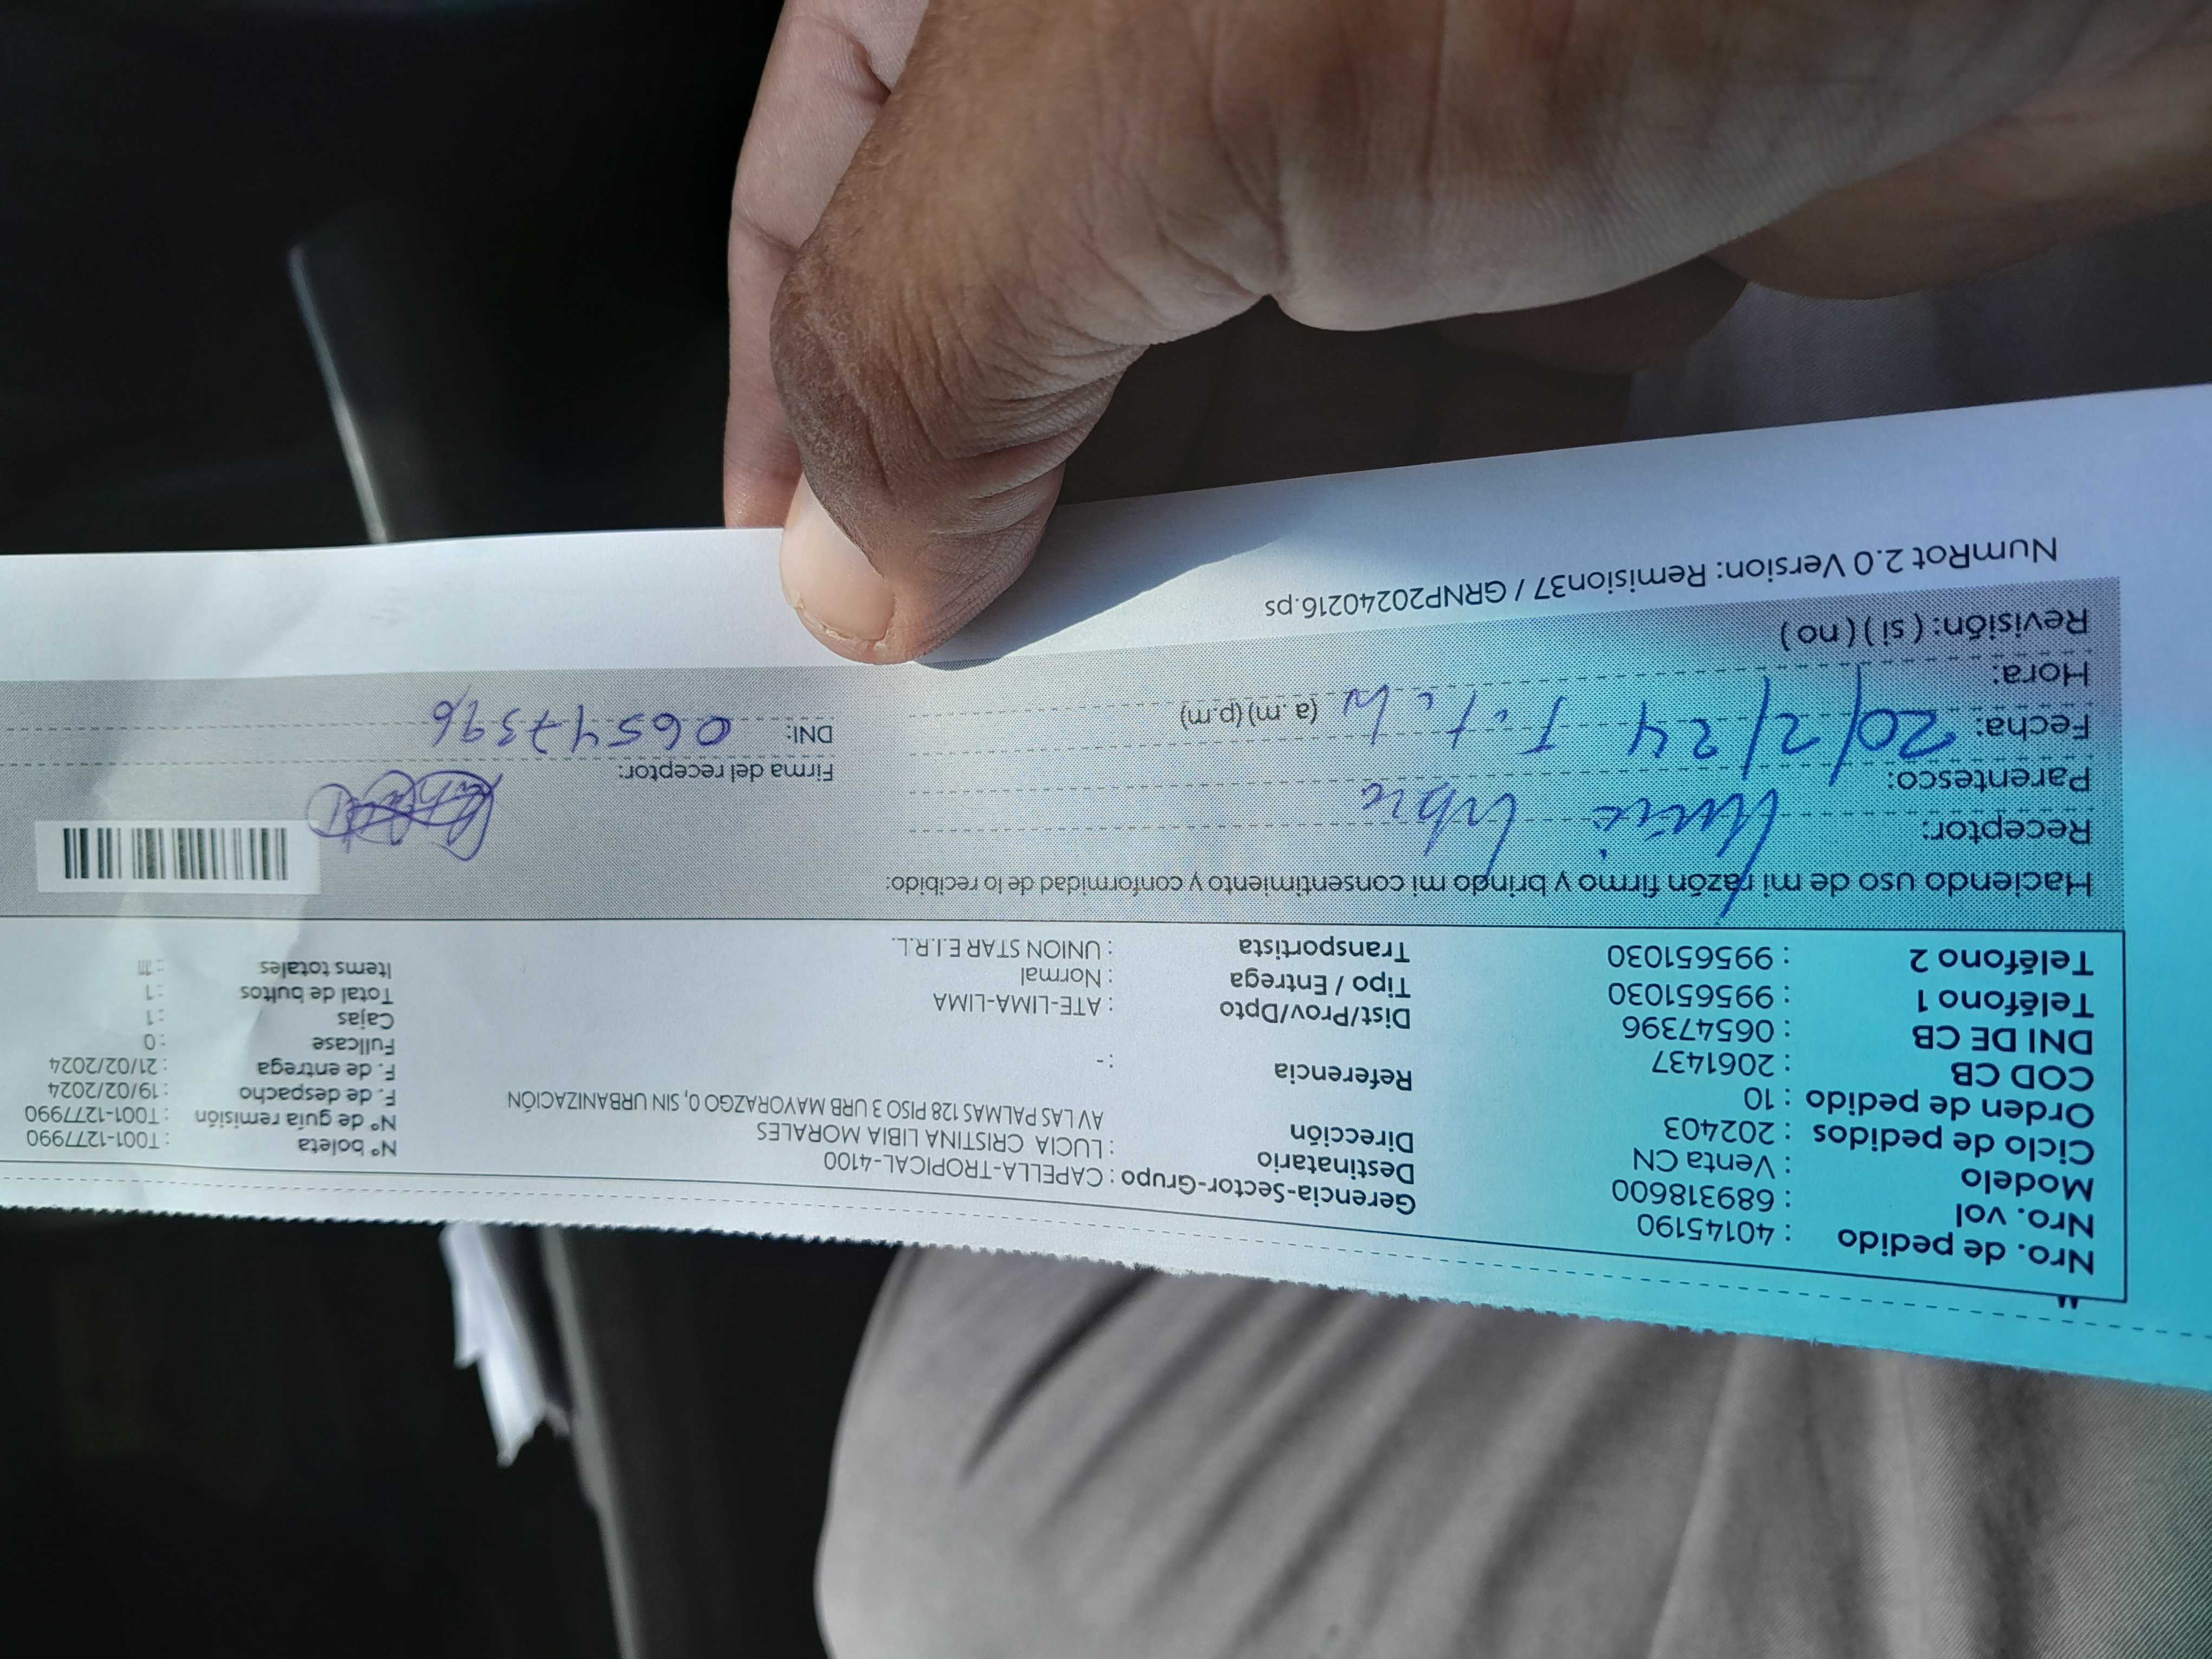 Nro. de pedido : 40145190
Nro. vol : 689318600
Modelo : Venta CN
Ciclo de pedidos : 202403
Orden de pedido : 10
COD CB : 2061437
DNI DE CB : 06547396
Teléfono 1 : 995651030
Teléfono 2 : 995651030
Gerencia-Sector-Grupo : CAPELLA-TROPICAL-4100
Destinatario : LUCIA CRISTINA LIBIA MORALES
Dirección AV LAS PALMAS 128 PISO 3 URB MAYORAZGO 0, SIN URBANIZACIÓN
Referencia : -
Dist/Prov/Dpto : ATE-LIMA-LIMA
Tipo / Entrega : Normal
Transportista : UNION STAR E.I.R.L.
N° boleta : T001-1277990
N° de guía remisión : T001-1277990
F. de despacho : 19/02/2024
F. de entrega : 21/02/2024
Fullcase : 0
Cajas : 1
Total de bultos : 1
Items totales :
Haciendo uso de mi razón firmo y brindo mi consentimiento y conformidad de lo recibido:
Receptor:
Parentesco:
Fecha: 20/2/24
Hora: (a.m) (p.m)
Revisión: ( si ) ( no )
Firma del receptor:
DNI: 06547396
NumRot 2.0 Version: Remision37 / GRNP20240216.ps